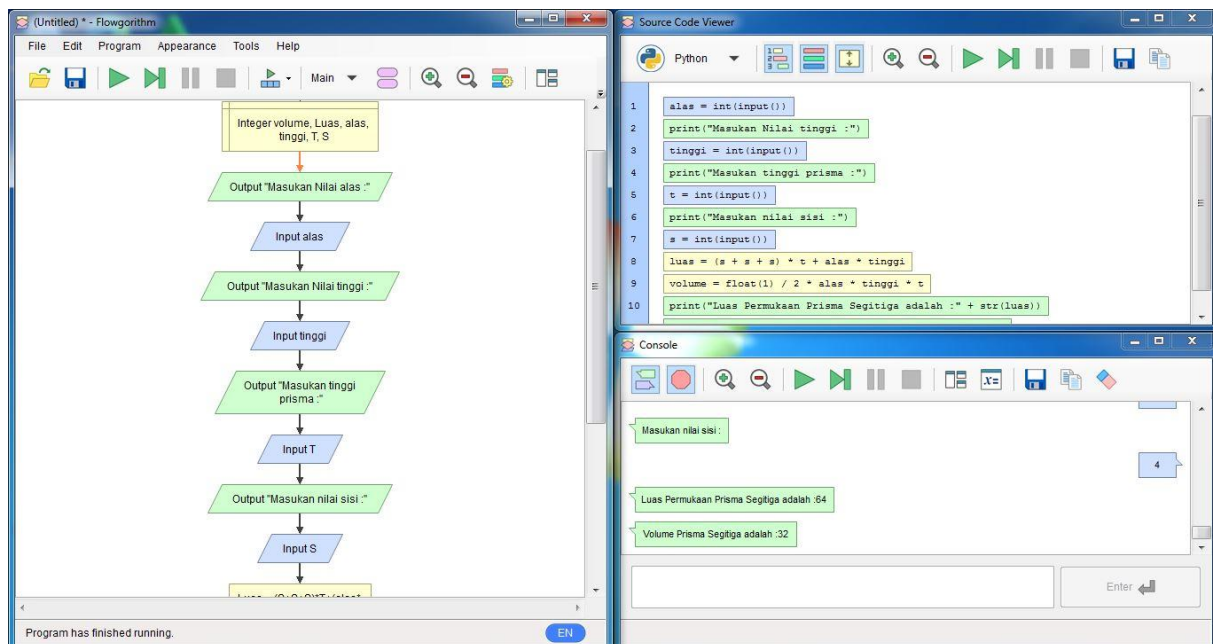 (Untitled) * - Flowgorithm
File Edit Program Appearance Tools Help
Main
Integer volume, Luas, alas,
tinggi, T, S
Output "Masukan Nilai alas :"
Input alas
Output "Masukan Nilai tinggi :"
Input tinggi
Output "Masukan tinggi
prisma :"
Input T
Output "Masukan nilai sisi :"
Input S
Program has finished running.
EN
Source Code Viewer
Python
1 alas = int(input())
2 print("Masukan Nilai tinggi :")
3 tinggi = int(input())
4 print("Masukan tinggi prisma :")
5 t = int(input())
6 print("Masukan nilai sisi :")
7 s = int(input())
8 luas = (s + s + s) * t + alas * tinggi
9 volume = float(1) / 2 * alas * tinggi * t
10 print("Luas Permukaan Prisma Segitiga adalah :" + str(luas))
Console
x=
Masukan nilai sisi :
4
Luas Permukaan Prisma Segitiga adalah :64
Volume Prisma Segitiga adalah :32
Enter